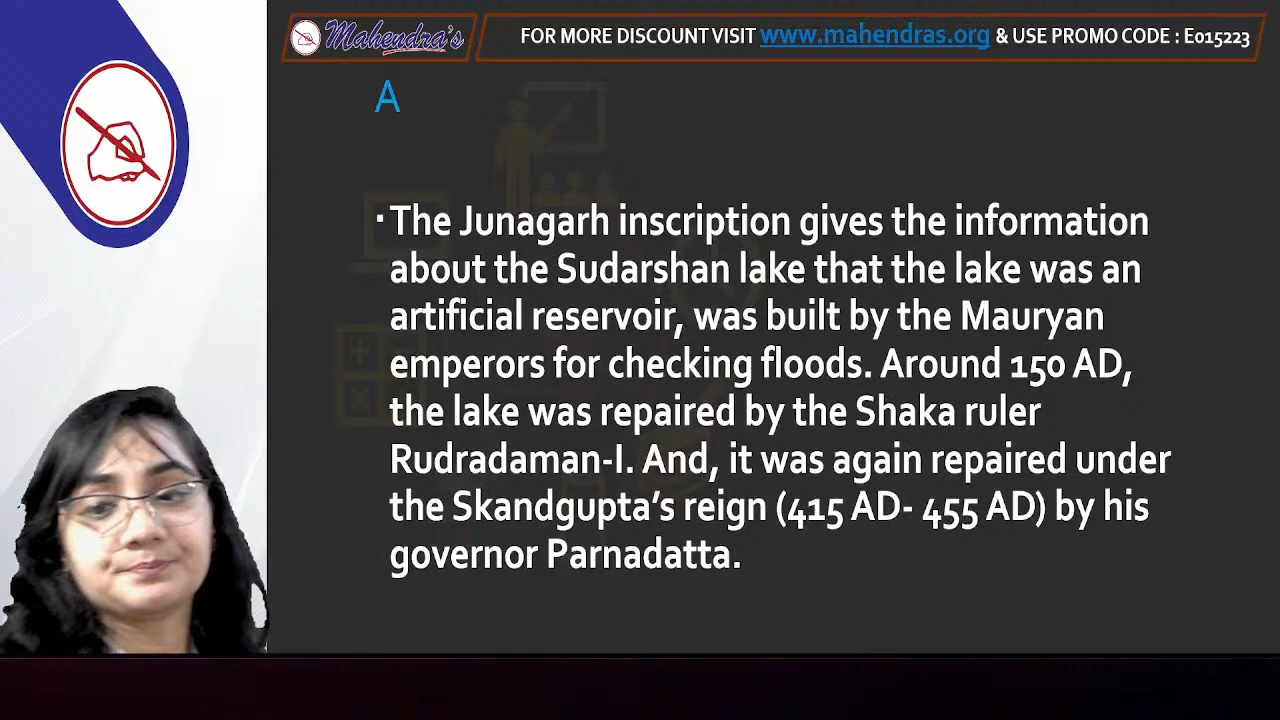 Mahendra's
FOR MORE DISCOUNT VISIT www.mahendras.org & USE PROMO CODE : E015223
A
The Junagarh inscription gives the information
about the Sudarshan lake that the lake was an
artificial reservoir, was built by the Mauryan
emperors for checking floods. Around 150 AD,
the lake was repaired by the Shaka ruler
Rudradaman-I. And, it was again repaired under
the Skandgupta’s reign (415 AD- 455 AD) by his
governor Parnadatta.